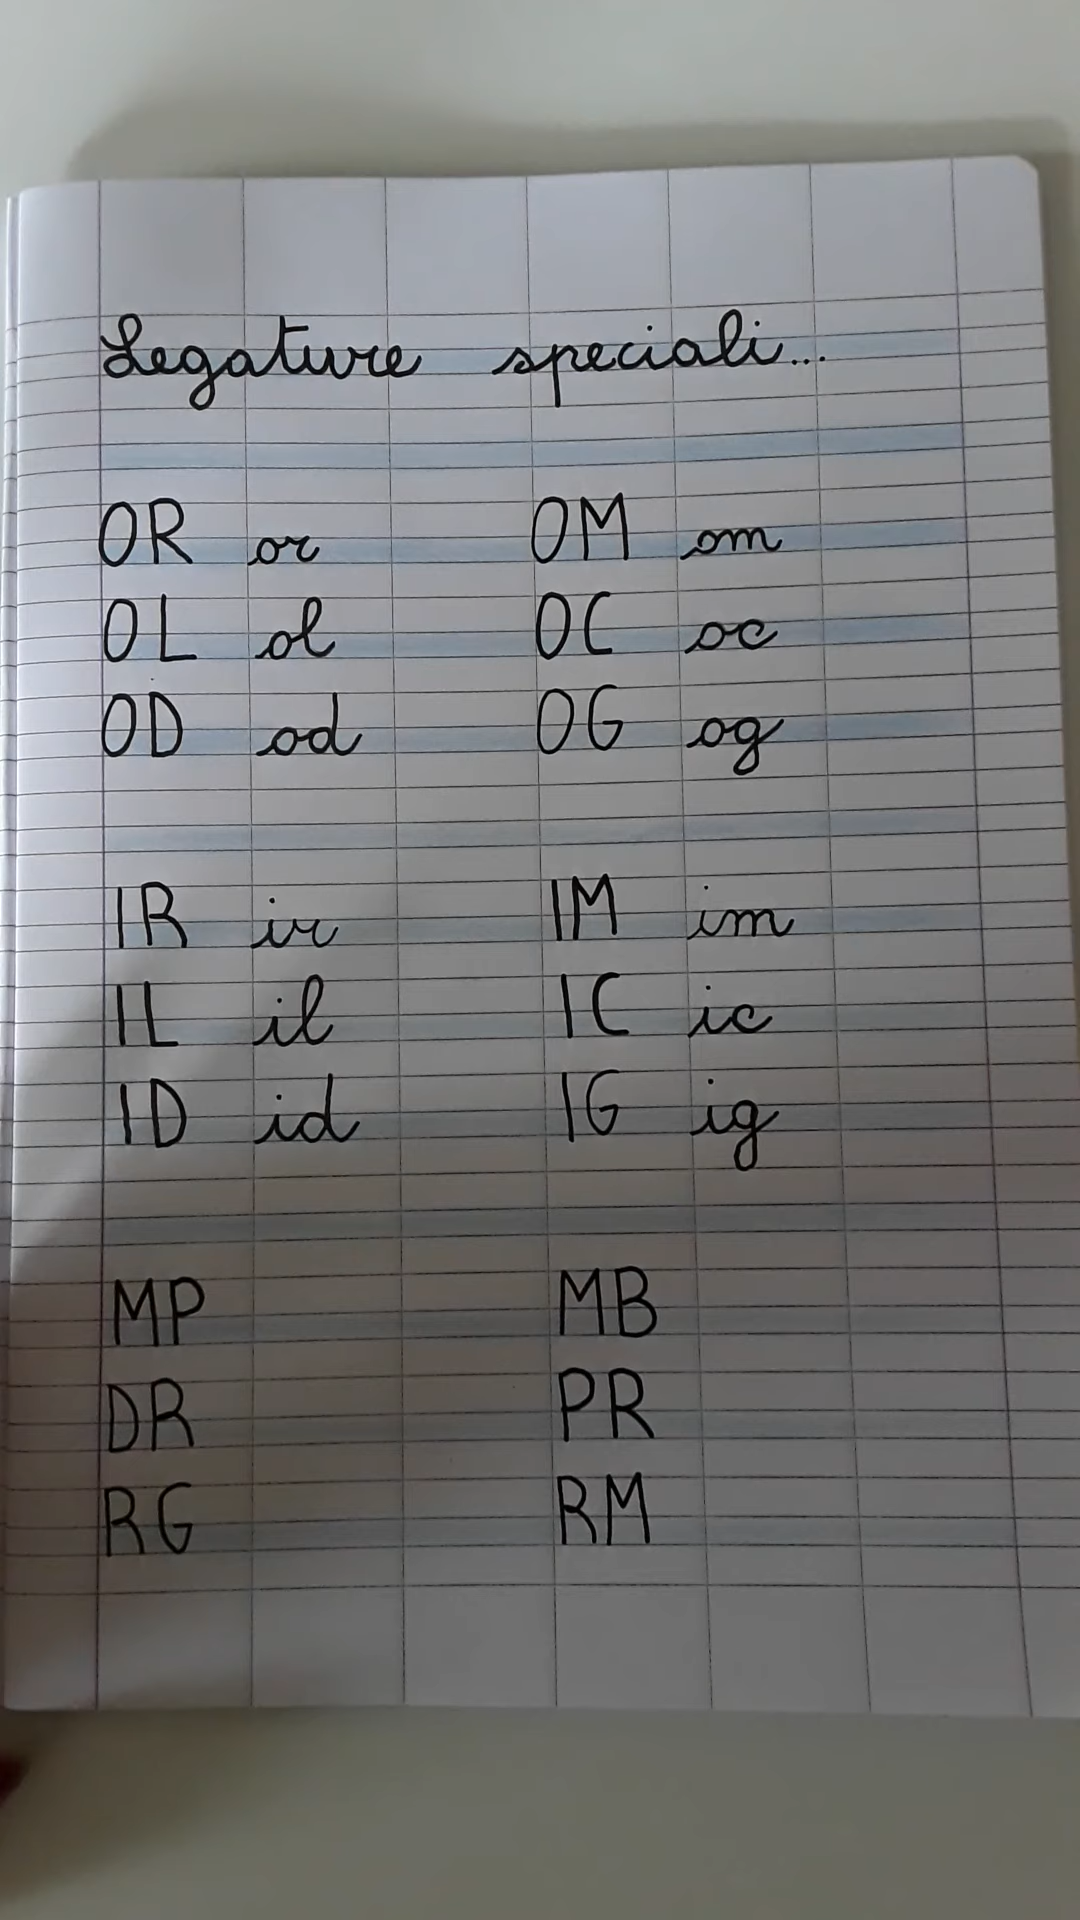 Legature speciali...
OR or OM om
OL ol OC oc
OD od OG og
IR ir IM im
IL il IC ic
ID id IG ig
MP MB
DR PR
RG RM